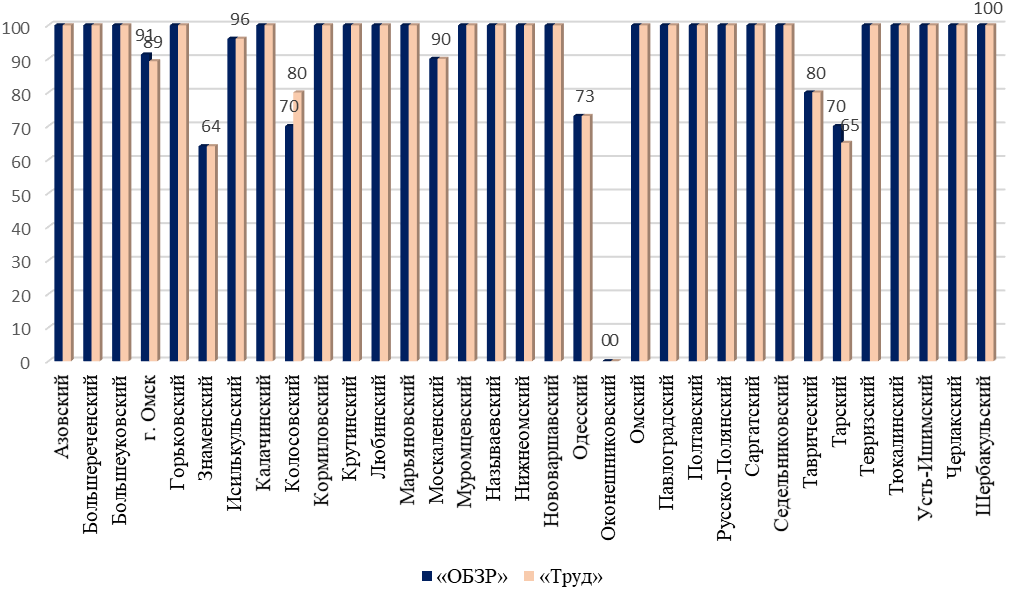 100
96
100
91
89
90
90
80
80
80
73
70
70
70
65
64
60
50
40
30
20
10
0
0
0
Азовский
Большереченский
Большеуковский
г. Омск
Горьковский
Знаменский
Исилькульский
Калачинский
Колосовский
Кормиловский
Крутинский
Любинский
Марьяновский
Москаленский
Муромцевский
Называевский
Нижнеомский
Нововаршавский
Одесский
Оконешниковский
Омский
Павлоградский
Полтавский
Русско-Полянский
Саргатский
Седельниковский
Таврический
Тарский
Тевризский
Тюкалинский
Усть-Ишимский
Черлакский
Шербакульский
«ОБЗР» «Труд»